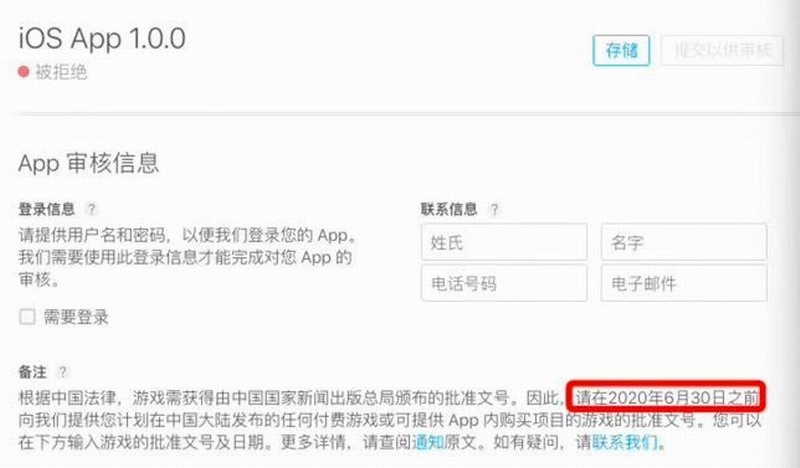 iOS App 1.0.0
被拒绝
存储
提交以供审核
App 审核信息
登录信息 ?
请提供用户名和密码，以便我们登录您的 App。
我们需要使用此登录信息才能完成对您 App 的
审核。
需要登录
联系信息 ?
姓氏
名字
电话号码
电子邮件
备注 ?
根据中国法律，游戏需获得由中国国家新闻出版总局颁布的批准文号。因此，请在2020年6月30日之前
向我们提供您计划在中国大陆发布的任何付费游戏或可提供 App 内购买项目的游戏的批准文号。您可以
在下方输入游戏的批准文号及日期。更多详情，请查阅通知原文。如有疑问，请联系我们。